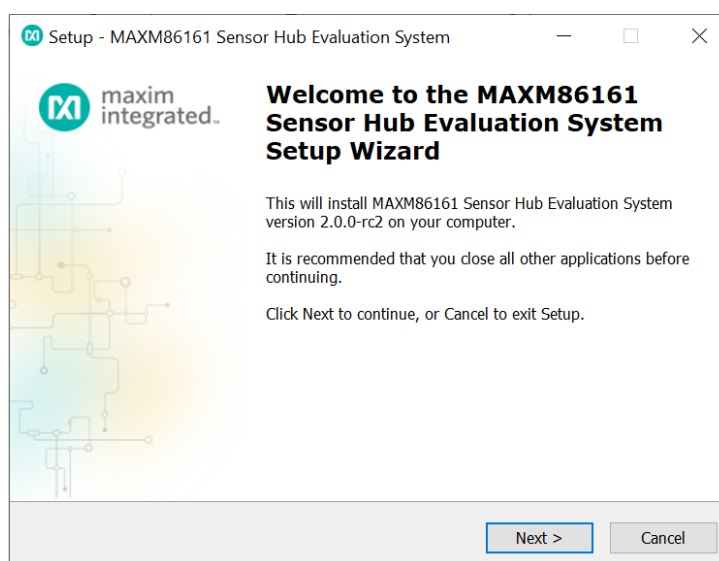 Setup - MAXM86161 Sensor Hub Evaluation System
maxim
integrated™
Welcome to the MAXM86161
Sensor Hub Evaluation System
Setup Wizard
This will install MAXM86161 Sensor Hub Evaluation System
version 2.0.0-rc2 on your computer.
It is recommended that you close all other applications before
continuing.
Click Next to continue, or Cancel to exit Setup.
Next >
Cancel